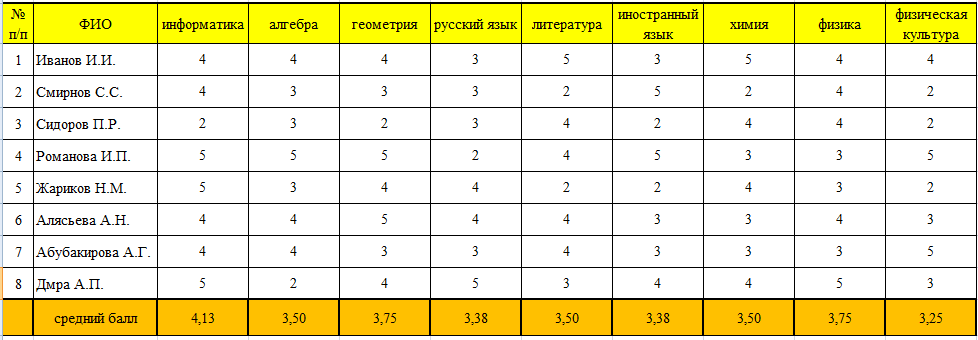 № п/п ФИО информатика алгебра геометрия русский язык литература иностранный язык химия физика физическая культура
1 Иванов И.И. 4 4 4 3 5 3 5 4 4
2 Смирнов С.С. 4 3 3 3 2 5 2 4 2
3 Сидоров П.Р. 2 3 2 3 4 2 4 4 2
4 Романова И.П. 5 5 5 2 4 5 3 3 5
5 Жариков Н.М. 5 3 4 4 2 2 4 3 2
6 Алясьева А.Н. 4 4 5 4 4 3 3 4 3
7 Абубакирова А.Г. 4 4 3 3 4 3 3 3 5
8 Дмра А.П. 5 2 4 5 3 4 4 5 3
средний балл 4,13 3,50 3,75 3,38 3,50 3,38 3,50 3,75 3,25